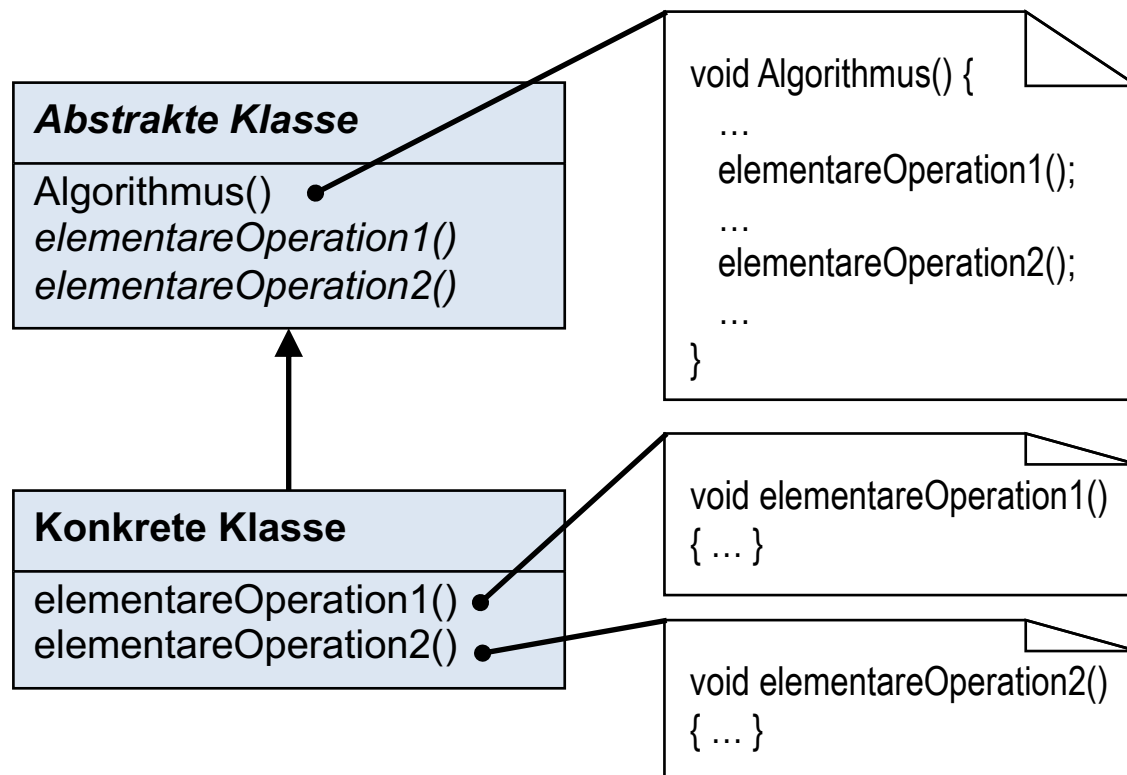 Abstrakte Klasse
Algorithmus()
elementareOperation1()
elementareOperation2()
void Algorithmus() {
…
elementareOperation1();
…
elementareOperation2();
…
}
Konkrete Klasse
elementareOperation1()
elementareOperation2()
void elementareOperation1()
{ … }
void elementareOperation2()
{ … }